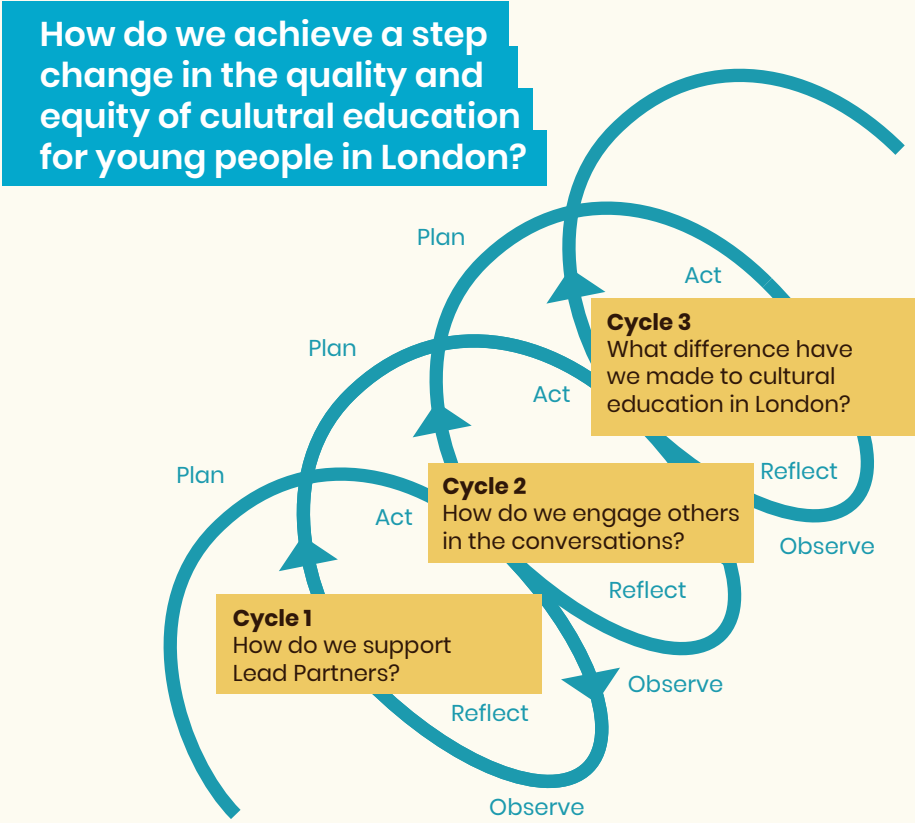 How do we achieve a step
change in the quality and
equity of culutral education
for young people in London?
Plan
Act
Cycle 3
What difference have
we made to cultural
education in London?
Reflect
Observe
Plan
Act
Cycle 2
How do we engage others
in the conversations?
Reflect
Observe
Plan
Act
Cycle 1
How do we support
Lead Partners?
Reflect
Observe